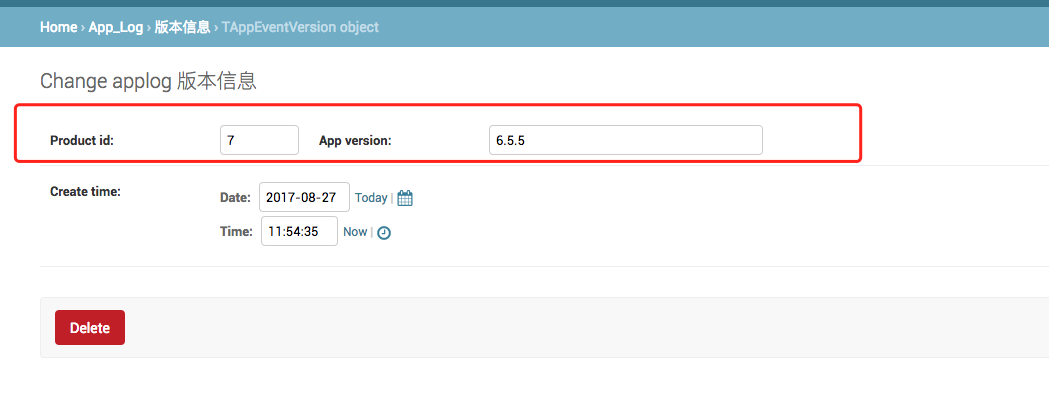 Home › App_Log › 版本信息 › TAppEventVersion object
Change applog 版本信息
Product id: 7 App version: 6.5.5
Create time: Date: 2017-08-27 Today |
Time: 11:54:35 Now |
Delete